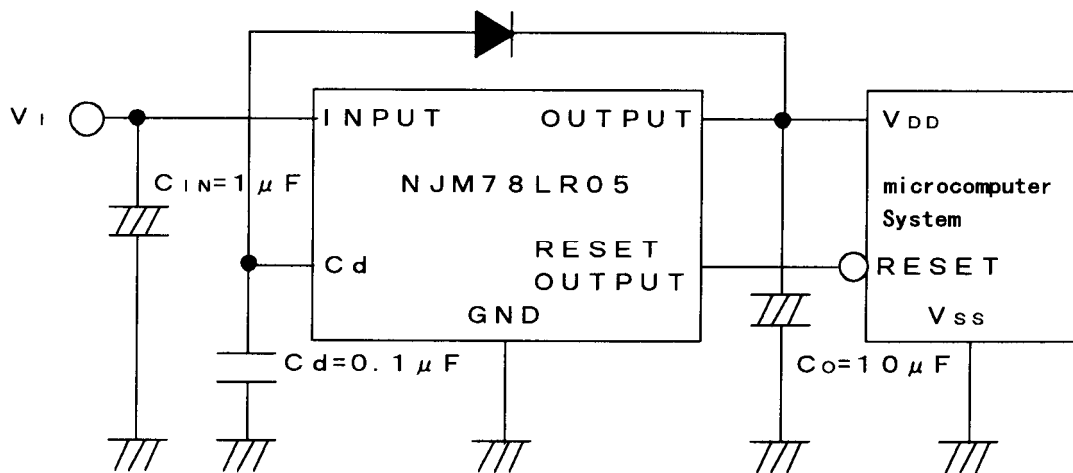 VI
INPUT
OUTPUT
VDD
CIN=1μF
NJM78LR05
microcomputer
System
Cd
RESET
OUTPUT
RESET
GND
VSS
Cd=0.1μF
CO=10μF